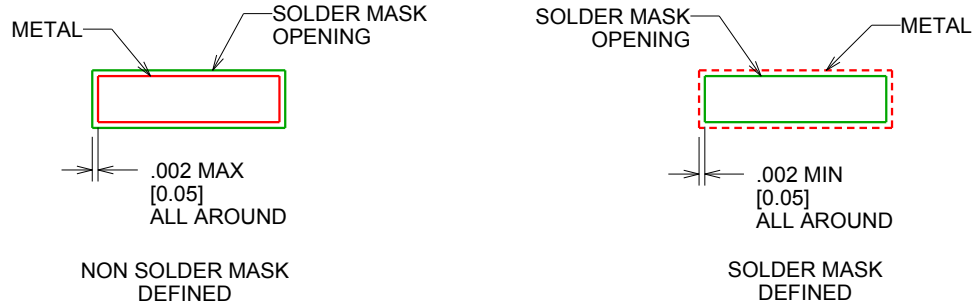 METAL
SOLDER MASK
OPENING
.002 MAX
[0.05]
ALL AROUND
NON SOLDER MASK
DEFINED
SOLDER MASK
OPENING
METAL
.002 MIN
[0.05]
ALL AROUND
SOLDER MASK
DEFINED